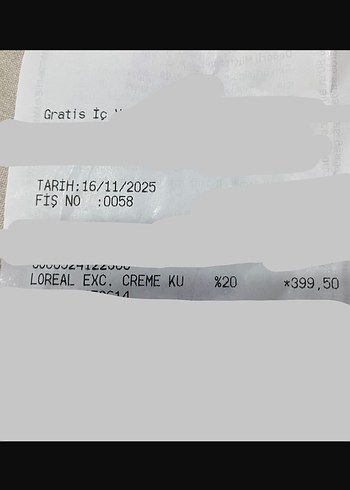 Gratis İç
TARİH:16/11/2025
FİŞ NO :0058
LOREAL EXC. CREME KU %20 *399,50